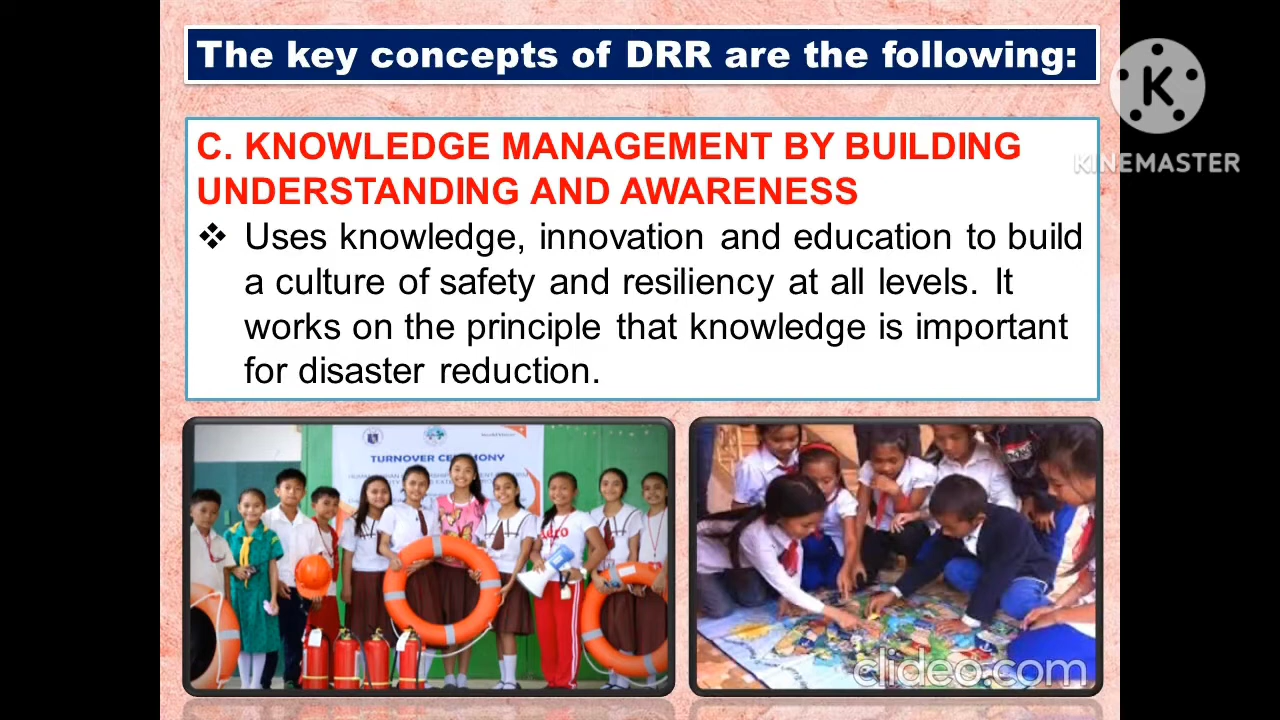 The key concepts of DRR are the following:
K
KINEMASTER
C. KNOWLEDGE MANAGEMENT BY BUILDING
UNDERSTANDING AND AWARENESS
❖ Uses knowledge, innovation and education to build
a culture of safety and resiliency at all levels. It
works on the principle that knowledge is important
for disaster reduction.
TURNOVER CEREMONY
clideo.com